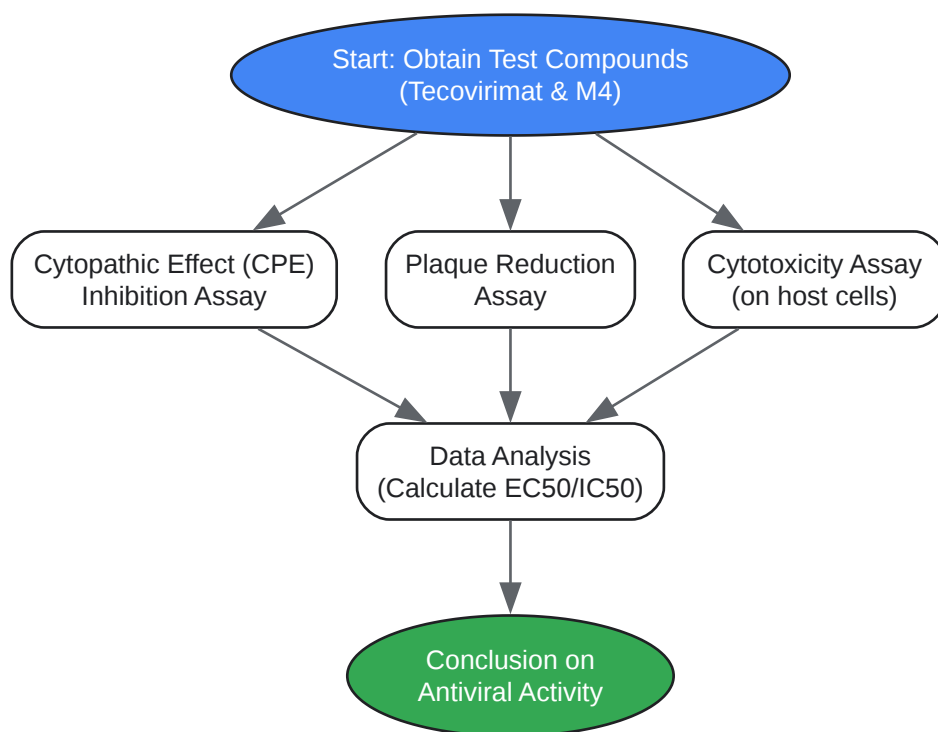 Start: Obtain Test Compounds
(Tecovirimat & M4)
Cytopathic Effect (CPE)
Inhibition Assay
Plaque Reduction
Assay
Cytotoxicity Assay
(on host cells)
Data Analysis
(Calculate EC50/IC50)
Conclusion on
Antiviral Activity